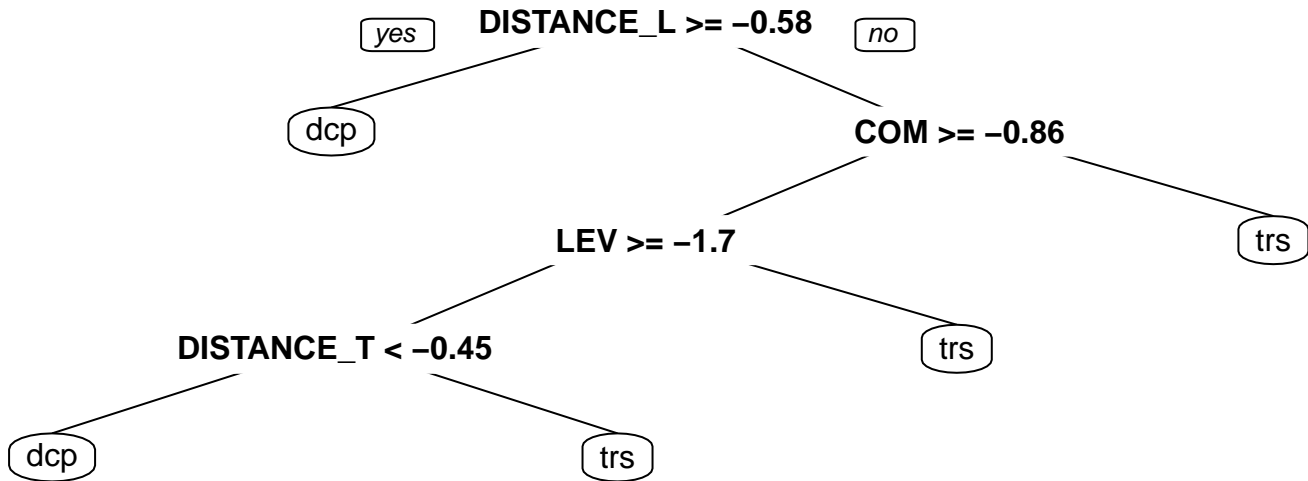 yes
DISTANCE_L >= −0.58
no
dcp
COM >= −0.86
LEV >= −1.7
trs
DISTANCE_T < −0.45
trs
dcp
trs